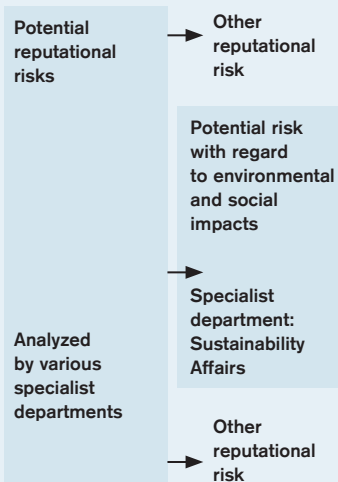 Potential
reputational
risks
Analyzed
by various
specialist
departments
Other
reputational
risk
Potential risk
with regard
to environmental
and social
impacts
Specialist
department:
Sustainability
Affairs
Other
reputational
risk